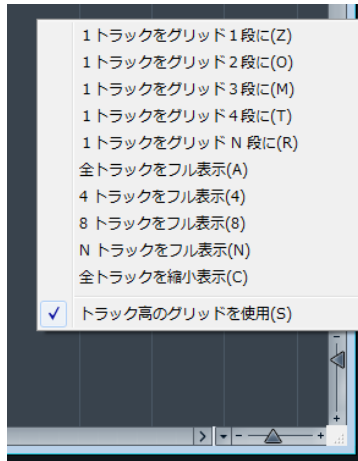 1 トラックをグリッド 1 段に(Z)
1 トラックをグリッド 2 段に(O)
1 トラックをグリッド 3 段に(M)
1 トラックをグリッド 4 段に(T)
1 トラックをグリッド N 段に(R)
全トラックをフル表示(A)
4 トラックをフル表示(4)
8 トラックをフル表示(8)
N トラックをフル表示(N)
全トラックを縮小表示(C)
トラック高のグリッドを使用(S)